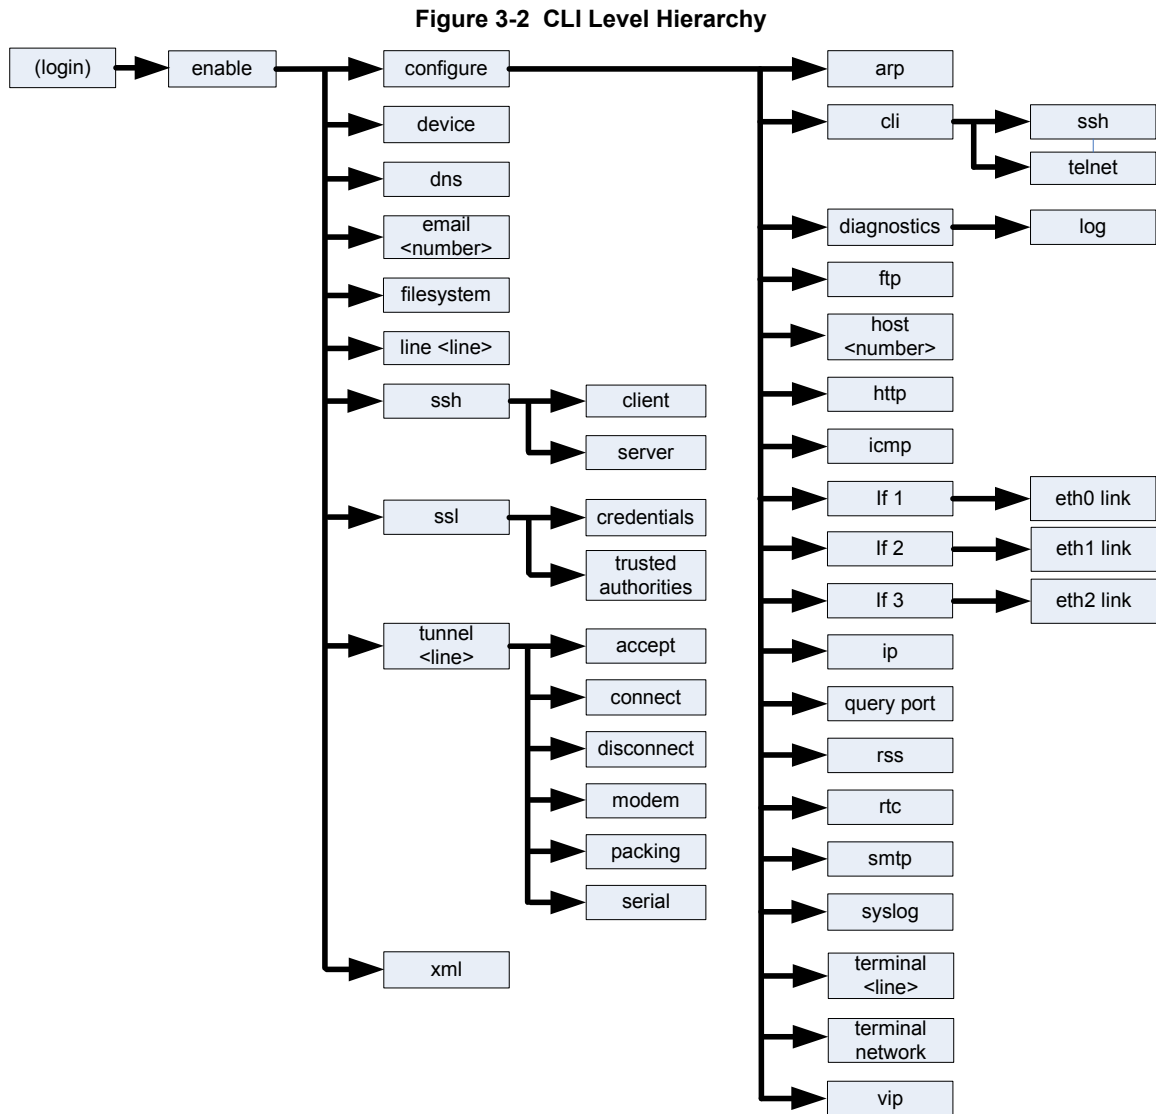 Figure 3-2 CLI Level Hierarchy
(login)
enable
configure
device
dns
email
<number>
filesystem
line <line>
ssh
client
server
ssl
credentials
trusted
authorities
tunnel
<line>
accept
connect
disconnect
modem
packing
serial
xml
arp
cli
ssh
telnet
diagnostics
log
ftp
host
<number>
http
icmp
If 1
eth0 link
If 2
eth1 link
If 3
eth2 link
ip
query port
rss
rtc
smtp
syslog
terminal
<line>
terminal
network
vip